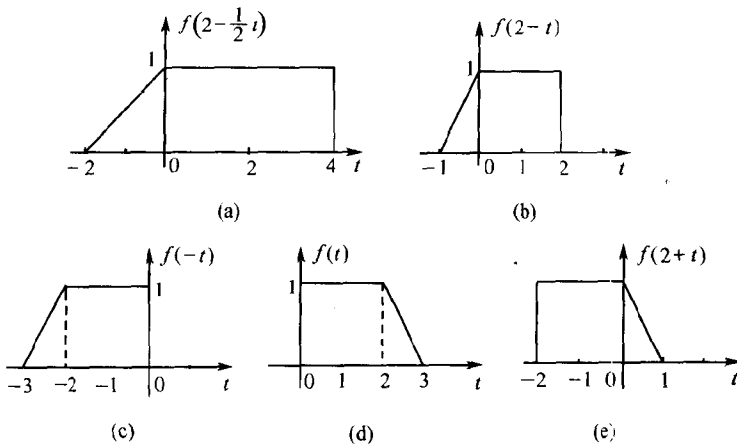 f(2-\frac{1}{2}t)
1
-2 0 2 4 t
(a)
f(2-t)
1
-1 0 1 2 t
(b)
f(-t)
1
-3 -2 -1 0 t
(c)
f(t)
1
0 1 2 3 t
(d)
f(2+t)
-2 -1 0 1 t
(e)